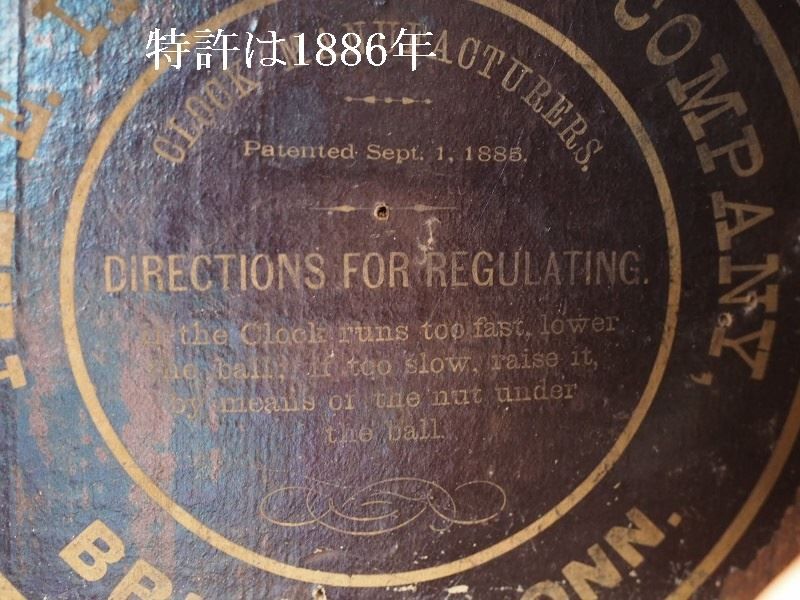 特許は1886年
CLOCK MANUFACTURERS.
Patented Sept. 1, 1885.
DIRECTIONS FOR REGULATING.
If the Clock runs too fast, lower
the ball; if too slow, raise it,
by means of the nut under
the ball
THE E. I.
COMPANY,
CONN.